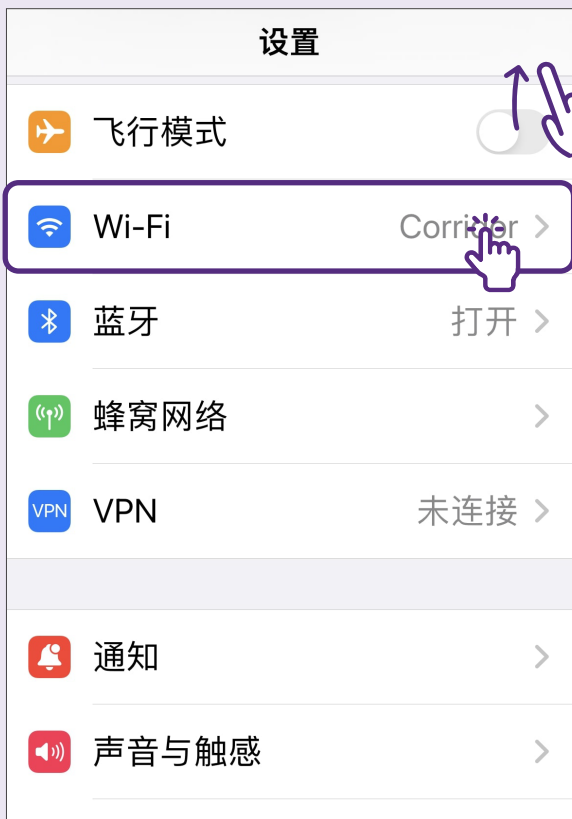 设置
飞行模式
Wi-Fi Corridor
蓝牙 打开
蜂窝网络
VPN VPN 未连接
通知
声音与触感